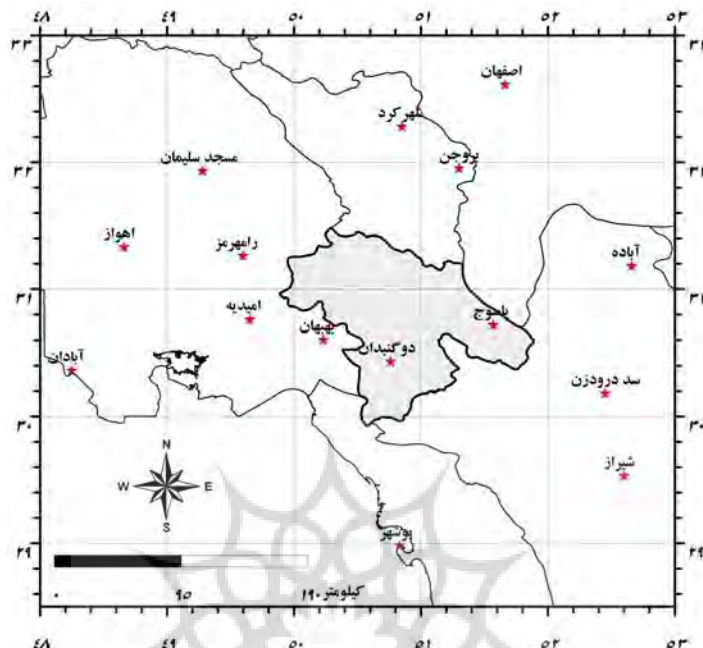 ۴۸ ۴۹ ۵۰ ۵۱ ۵۲ ۵۳
۳۳
اصفهان
شهرکرد
بروجن
۳۲
مسجد سلیمان
اهواز
رامهرمز
آباده
۳۱ ۳۱
امیدیه
بهبهان
یاسوج
دوگنبدان
آبادان
سد درودزن
۳۰ ۳۰
شیراز
N
W E
S
بوشهر
۲۹ ۲۹
۰ ۹۵ ۱۹۰ کیلومتر
۴۸ ۴۹ ۵۰ ۵۱ ۵۲ ۵۳